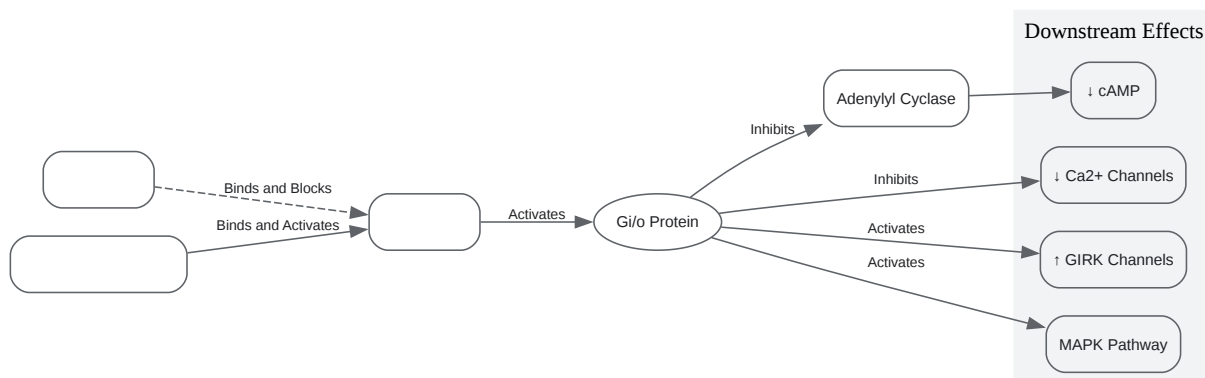 Downstream Effects
Adenylyl Cyclase
↓ cAMP
Inhibits
Binds and Blocks
Inhibits
↓ Ca2+ Channels
Binds and Activates
Activates
Gi/o Protein
Activates
↑ GIRK Channels
Activates
MAPK Pathway